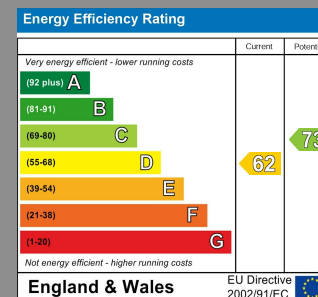 Energy Efficiency Rating
Current
Very energy efficient - lower running costs
(92 plus) A
(81-91) B
(69-80) C
73
(55-68) D
62
(39-54) E
(21-38) F
(1-20) G
Not energy efficient - higher running costs
England & Wales
EU Directive
2002/91/EC